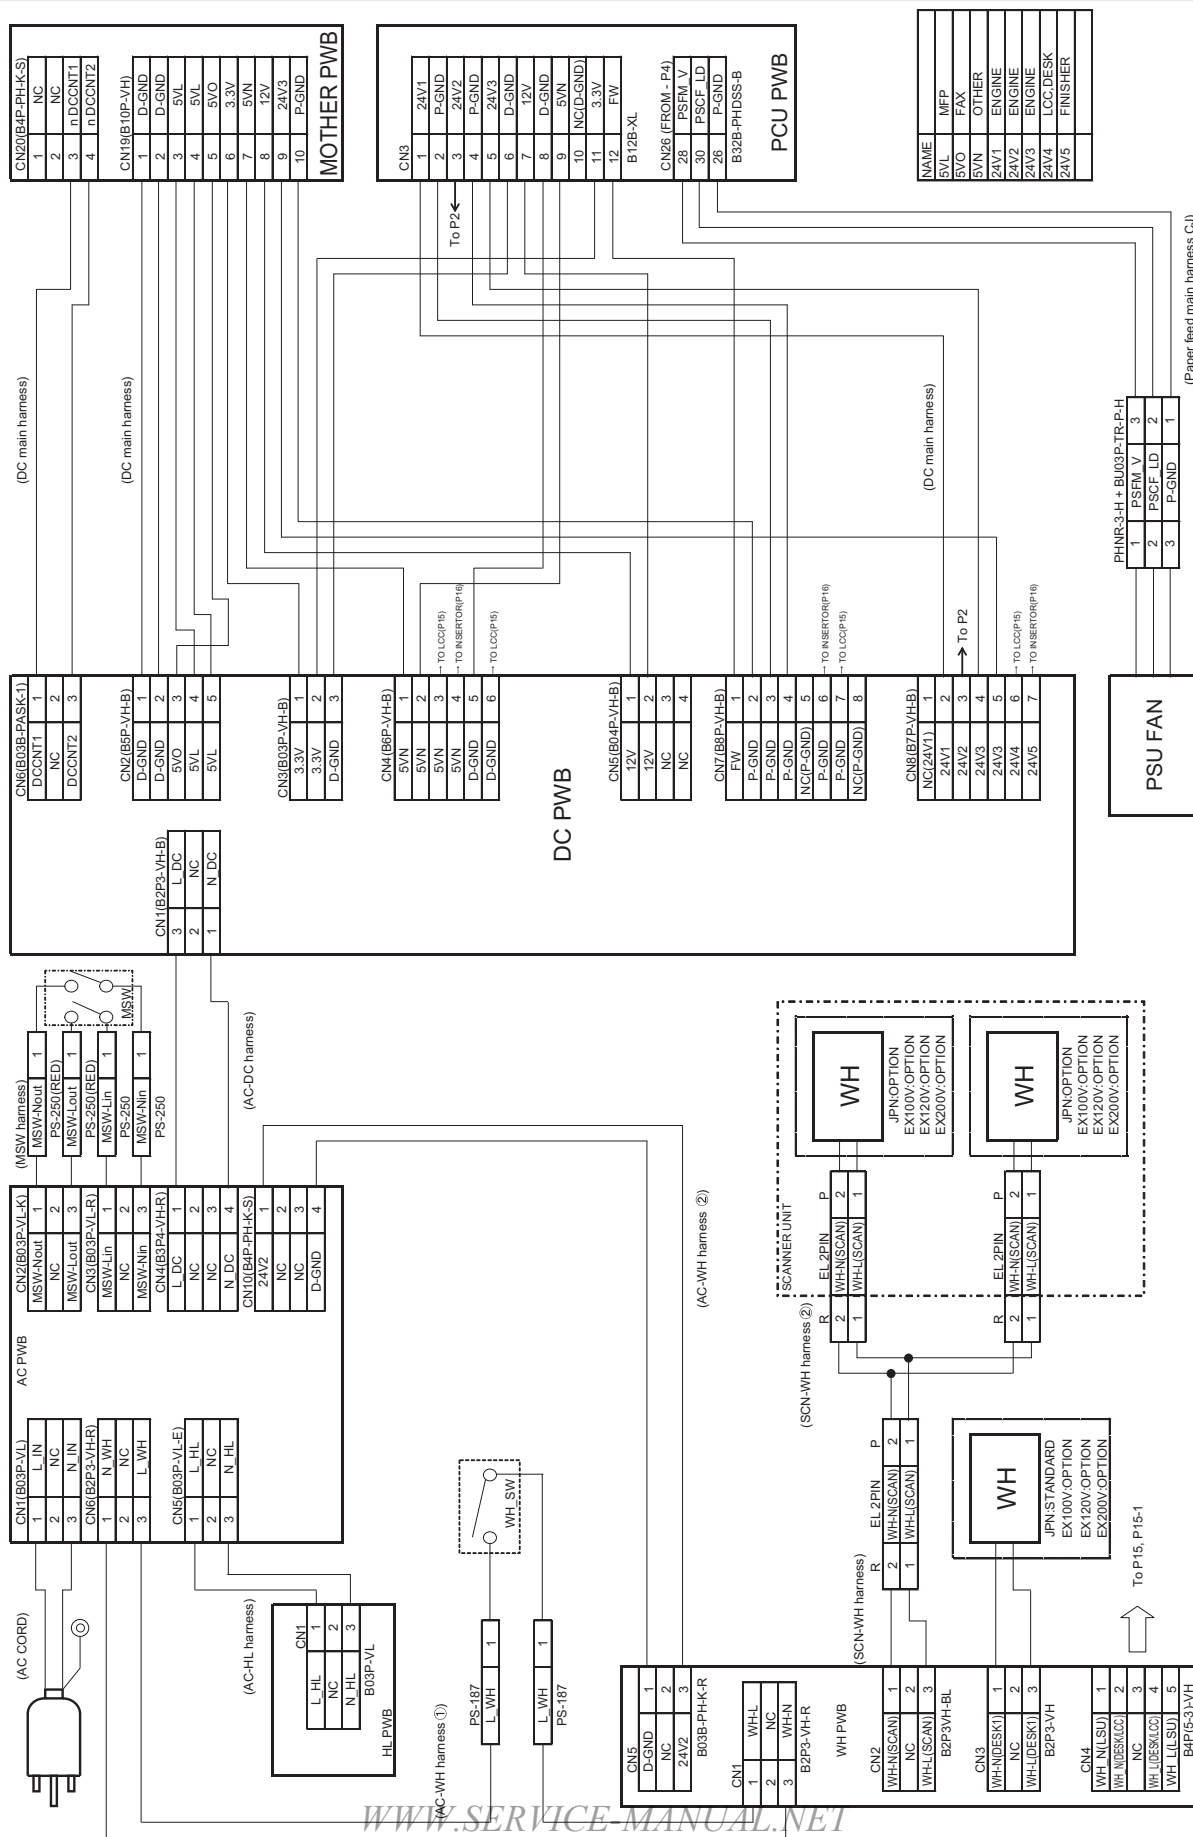 CN20(B4P-PH-K-S)
1 NC
2 NC
3 n DCCNT1
4 n DCCNT2
CN19(B10P-VH)
1 D-GND
2 D-GND
3 5VL
4 5VL
5 5VO
6 3.3V
7 5VN
8 12V
9 24V3
10 P-GND
MOTHER PWB
CN3
1 24V1
2 P-GND
3 24V2
4 P-GND
5 24V3
6 D-GND
7 12V
8 D-GND
9 5VN
10 NC(D-GND)
11 3.3V
12 FW
B12B-XL
CN26 (FROM - P4)
28 PSFM_V
30 PSCF_LD
26 P-GND
B32B-PHDSS-B
PCU PWB
NAME
5VL MFP
5VO FAX
5VN OTHER
24V1 ENGINE
24V2 ENGINE
24V3 ENGINE
24V4 LCC,DESK
24V5 FINISHER
To P2
(DC main harness)
(DC main harness)
(DC main harness)
(Paper feed main harness CJ)
PHNR-3-H + BU03P-TR-P-H
1 PSFM_V 3
2 PSCF_LD 2
3 P-GND 1
PSU FAN
CN6(B03B-PASK-1)
DCCNT1 1
NC 2
DCCNT2 3
CN2(B5P-VH-B)
D-GND 1
D-GND 2
5VO 3
5VL 4
5VL 5
CN3(B03P-VH-B)
3.3V 1
3.3V 2
D-GND 3
CN4(B6P-VH-B)
5VN 1
5VN 2
5VN 3 → TO LCC(P15)
5VN 4 → TO INSERTOR(P16)
D-GND 5
D-GND 6 → TO LCC(P15)
CN5(B04P-VH-B)
12V 1
12V 2
NC 3
NC 4
CN7(B8P-VH-B)
FW 1
P-GND 2
P-GND 3
P-GND 4
NC(P-GND) 5
P-GND 6 → TO INSERTOR(P16)
P-GND 7 → TO LCC(P15)
NC(P-GND) 8
CN8(B7P-VH-B)
NC(24V1) 1
24V1 2
24V2 3 To P2
24V3 4
24V3 5
24V4 6 → TO LCC(P15)
24V5 7 → TO INSERTOR(P16)
DC PWB
CN1(B2P3-VH-B)
3 L_DC
2 NC
1 N_DC
MSW
(MSW harness)
MSW-Nout 1
PS-250(RED)
MSW-Lout 1
PS-250(RED)
MSW-Lin 1
PS-250
MSW-Nin 1
PS-250
(AC-DC harness)
CN2(B03P-VL-K)
MSW-Nout 1
NC 2
MSW-Lout 3
CN3(B03P-VL-R)
MSW-Lin 1
NC 2
MSW-Nin 3
CN4(B3P4-VH-R)
L_DC 1
NC 2
NC 3
N_DC 4
CN10(B4P-PH-K-S)
24V2 1
NC 2
NC 3
D-GND 4
AC PWB
CN1(B03P-VL)
1 L_IN
2 NC
3 N_IN
CN6(B2P3-VH-R)
1 N_WH
2 NC
3 L_WH
CN5(B03P-VL-E)
1 L_HL
2 NC
3 N_HL
(AC-WH harness ②)
SCANNER UNIT
WH
JPN:OPTION
EX100V:OPTION
EX120V:OPTION
EX200V:OPTION
WH
JPN:OPTION
EX100V:OPTION
EX120V:OPTION
EX200V:OPTION
R EL 2PIN P
2 WH-N(SCAN) 2
1 WH-L(SCAN) 1
R EL 2PIN P
2 WH-N(SCAN) 2
1 WH-L(SCAN) 1
(SCN-WH harness ②)
R EL 2PIN P
2 WH-N(SCAN) 2
1 WH-L(SCAN) 1
(SCN-WH harness)
WH
JPN:STANDARD
EX100V:OPTION
EX120V:OPTION
EX200V:OPTION
To P15, P15-1
WH_SW
(AC CORD)
(AC-HL harness)
CN1
L_HL 1
NC 2
N_HL 3
B03P-VL
HL PWB
PS-187
L_WH 1
L_WH 1
PS-187
(AC-WH harness ①)
CN5
D-GND 1
NC 2
24V2 3
B03B-PH-K-R
CN1
1 WH-L
2 NC
3 WH-N
B2P3-VH-R
WH PWB
CN2
WH-N(SCAN) 1
NC 2
WH-L(SCAN) 3
B2P3VH-BL
CN3
WH-N(DESK1) 1
NC 2
WH-L(DESK1) 3
B2P3-VH
CN4
WH_N(LSU) 1
WH_N(DESK/LCC) 2
NC 3
WH_L(DESK/LCC) 4
WH_L(LSU) 5
B4P(5-3)-VH
WWW.SERVICE-MANUAL.NET